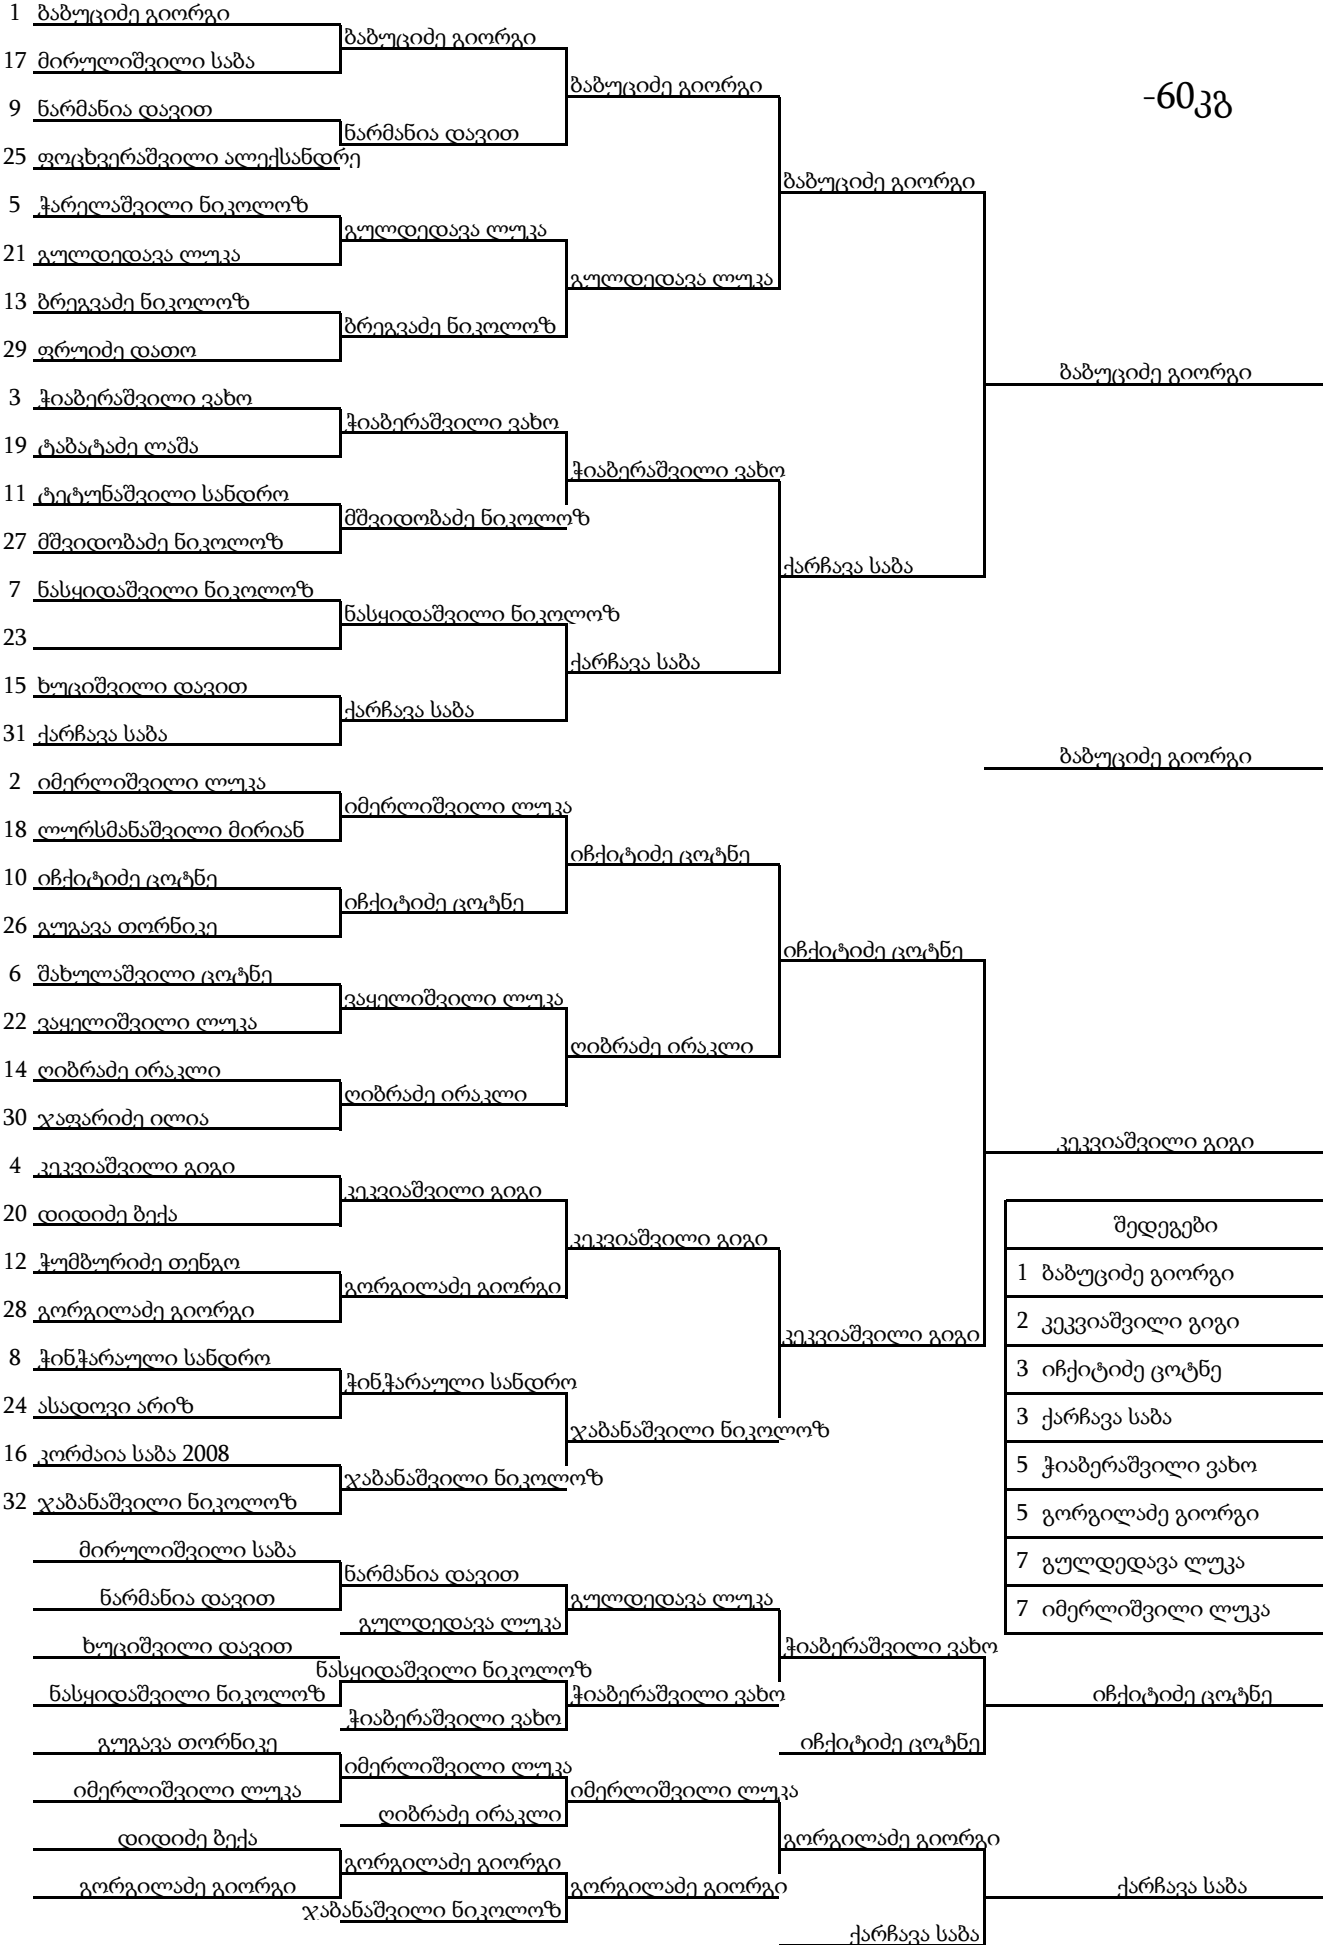 -60კგ
1 ბაბუციძე გიორგი
17 მირულიშვილი საბა
9 ნარმანია დავით
25 ფოცხვერაშვილი ალექსანდრე
5 ჭარელაშვილი ნიკოლოზ
21 გულდედავა ლუკა
13 ბრეგვაძე ნიკოლოზ
29 ფრუიძე დათო
3 ჭიაბერაშვილი ვახო
19 ტაბატაძე ლაშა
11 ტეტუნაშვილი სანდრო
27 მშვიდობაძე ნიკოლოზ
7 ნასყიდაშვილი ნიკოლოზ
23
15 ხუციშვილი დავით
31 ქარჩავა საბა
2 იმერლიშვილი ლუკა
18 ლურსმანაშვილი მირიან
10 იჩქიტიძე ცოტნე
26 გუგავა თორნიკე
6 შახულაშვილი ცოტნე
22 ვაყელიშვილი ლუკა
14 ღიბრაძე ირაკლი
30 ჯაფარიძე ილია
4 კეკვიაშვილი გიგი
20 დიდიძე ბექა
12 ჭუმბურიძე თენგო
28 გორგილაძე გიორგი
8 ჭინჭარაული სანდრო
24 ასადოვი არიზ
16 კორძაია საბა 2008
32 ჯაბანაშვილი ნიკოლოზ
ბაბუციძე გიორგი
ნარმანია დავით
გულდედავა ლუკა
ბრეგვაძე ნიკოლოზ
ჭიაბერაშვილი ვახო
მშვიდობაძე ნიკოლოზ
ნასყიდაშვილი ნიკოლოზ
ქარჩავა საბა
იმერლიშვილი ლუკა
იჩქიტიძე ცოტნე
ვაყელიშვილი ლუკა
ღიბრაძე ირაკლი
კეკვიაშვილი გიგი
გორგილაძე გიორგი
ჭინჭარაული სანდრო
ჯაბანაშვილი ნიკოლოზ
ბაბუციძე გიორგი
გულდედავა ლუკა
ჭიაბერაშვილი ვახო
ქარჩავა საბა
იჩქიტიძე ცოტნე
ღიბრაძე ირაკლი
კეკვიაშვილი გიგი
ჯაბანაშვილი ნიკოლოზ
ბაბუციძე გიორგი
ქარჩავა საბა
იჩქიტიძე ცოტნე
კეკვიაშვილი გიგი
ბაბუციძე გიორგი
ბაბუციძე გიორგი
კეკვიაშვილი გიგი
შედეგები
1 ბაბუციძე გიორგი
2 კეკვიაშვილი გიგი
3 იჩქიტიძე ცოტნე
3 ქარჩავა საბა
5 ჭიაბერაშვილი ვახო
5 გორგილაძე გიორგი
7 გულდედავა ლუკა
7 იმერლიშვილი ლუკა
მირულიშვილი საბა
ნარმანია დავით
ხუციშვილი დავით
ნასყიდაშვილი ნიკოლოზ
გუგავა თორნიკე
იმერლიშვილი ლუკა
დიდიძე ბექა
გორგილაძე გიორგი
ნარმანია დავით
გულდედავა ლუკა
ნასყიდაშვილი ნიკოლოზ
ჭიაბერაშვილი ვახო
იმერლიშვილი ლუკა
ღიბრაძე ირაკლი
გორგილაძე გიორგი
ჯაბანაშვილი ნიკოლოზ
გულდედავა ლუკა
ჭიაბერაშვილი ვახო
იმერლიშვილი ლუკა
გორგილაძე გიორგი
ჭიაბერაშვილი ვახო
იჩქიტიძე ცოტნე
გორგილაძე გიორგი
ქარჩავა საბა
იჩქიტიძე ცოტნე
ქარჩავა საბა